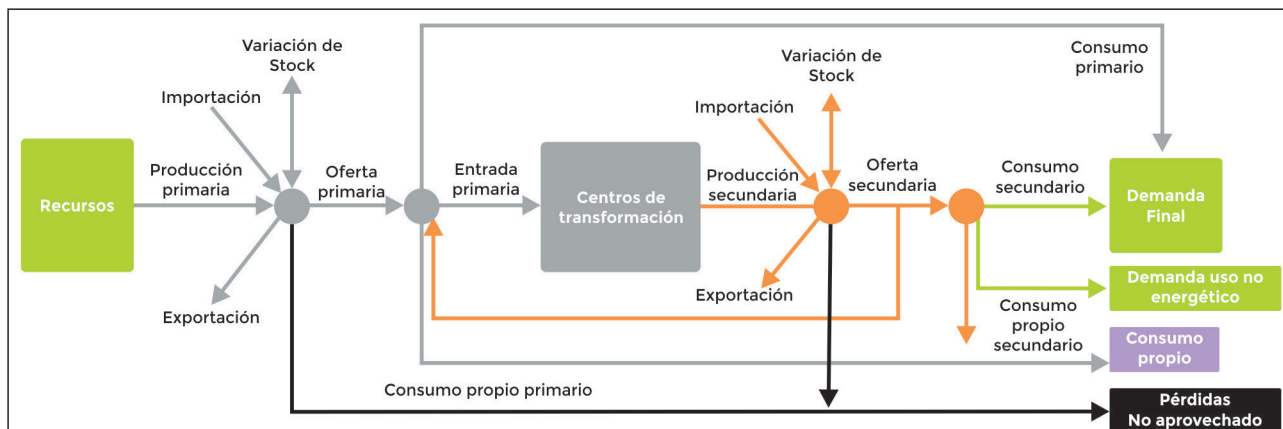 Variación de
Stock
Importación
Producción
primaria
Recursos
Exportación
Oferta
primaria
Entrada
primaria
Centros de
transformación
Variación de
Stock
Importación
Producción
secundaria
Exportación
Oferta
secundaria
Consumo
primario
Consumo
secundario
Demanda
Final
Demanda uso no
energético
Consumo
propio
secundario
Consumo
propio
Consumo propio primario
Pérdidas
No aprovechado